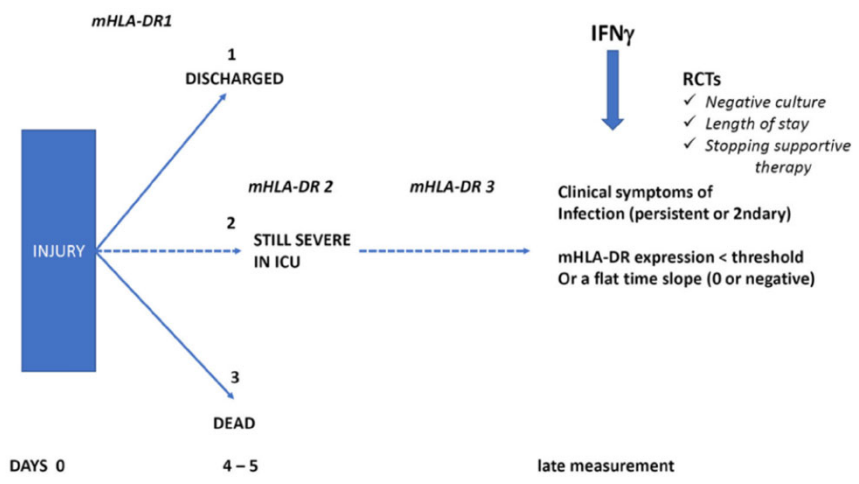 mHLA-DR1
1
DISCHARGED
IFNγ
RCTs
✓ Negative culture
✓ Length of stay
✓ Stopping supportive
therapy
INJURY
mHLA-DR 2
mHLA-DR 3
2
STILL SEVERE
IN ICU
Clinical symptoms of
Infection (persistent or 2ndary)
mHLA-DR expression < threshold
Or a flat time slope (0 or negative)
3
DEAD
DAYS 0
4 – 5
late measurement